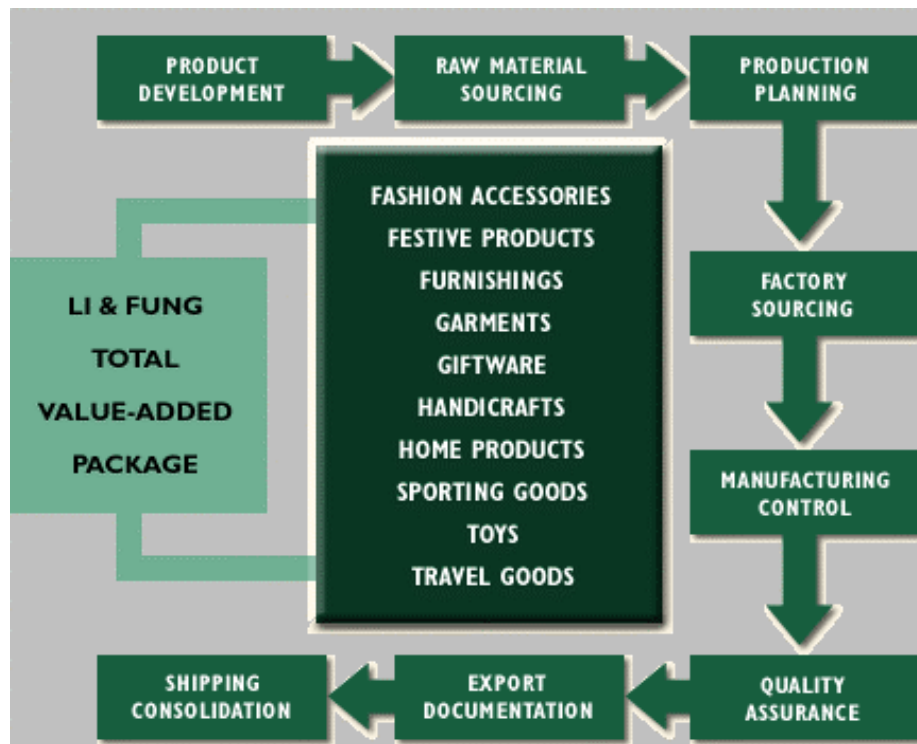 PRODUCT
DEVELOPMENT
RAW MATERIAL
SOURCING
PRODUCTION
PLANNING
FASHION ACCESSORIES
FESTIVE PRODUCTS
FURNISHINGS
GARMENTS
GIFTWARE
HANDICRAFTS
HOME PRODUCTS
SPORTING GOODS
TOYS
TRAVEL GOODS
LI & FUNG
TOTAL
VALUE-ADDED
PACKAGE
FACTORY
SOURCING
MANUFACTURING
CONTROL
QUALITY
ASSURANCE
EXPORT
DOCUMENTATION
SHIPPING
CONSOLIDATION